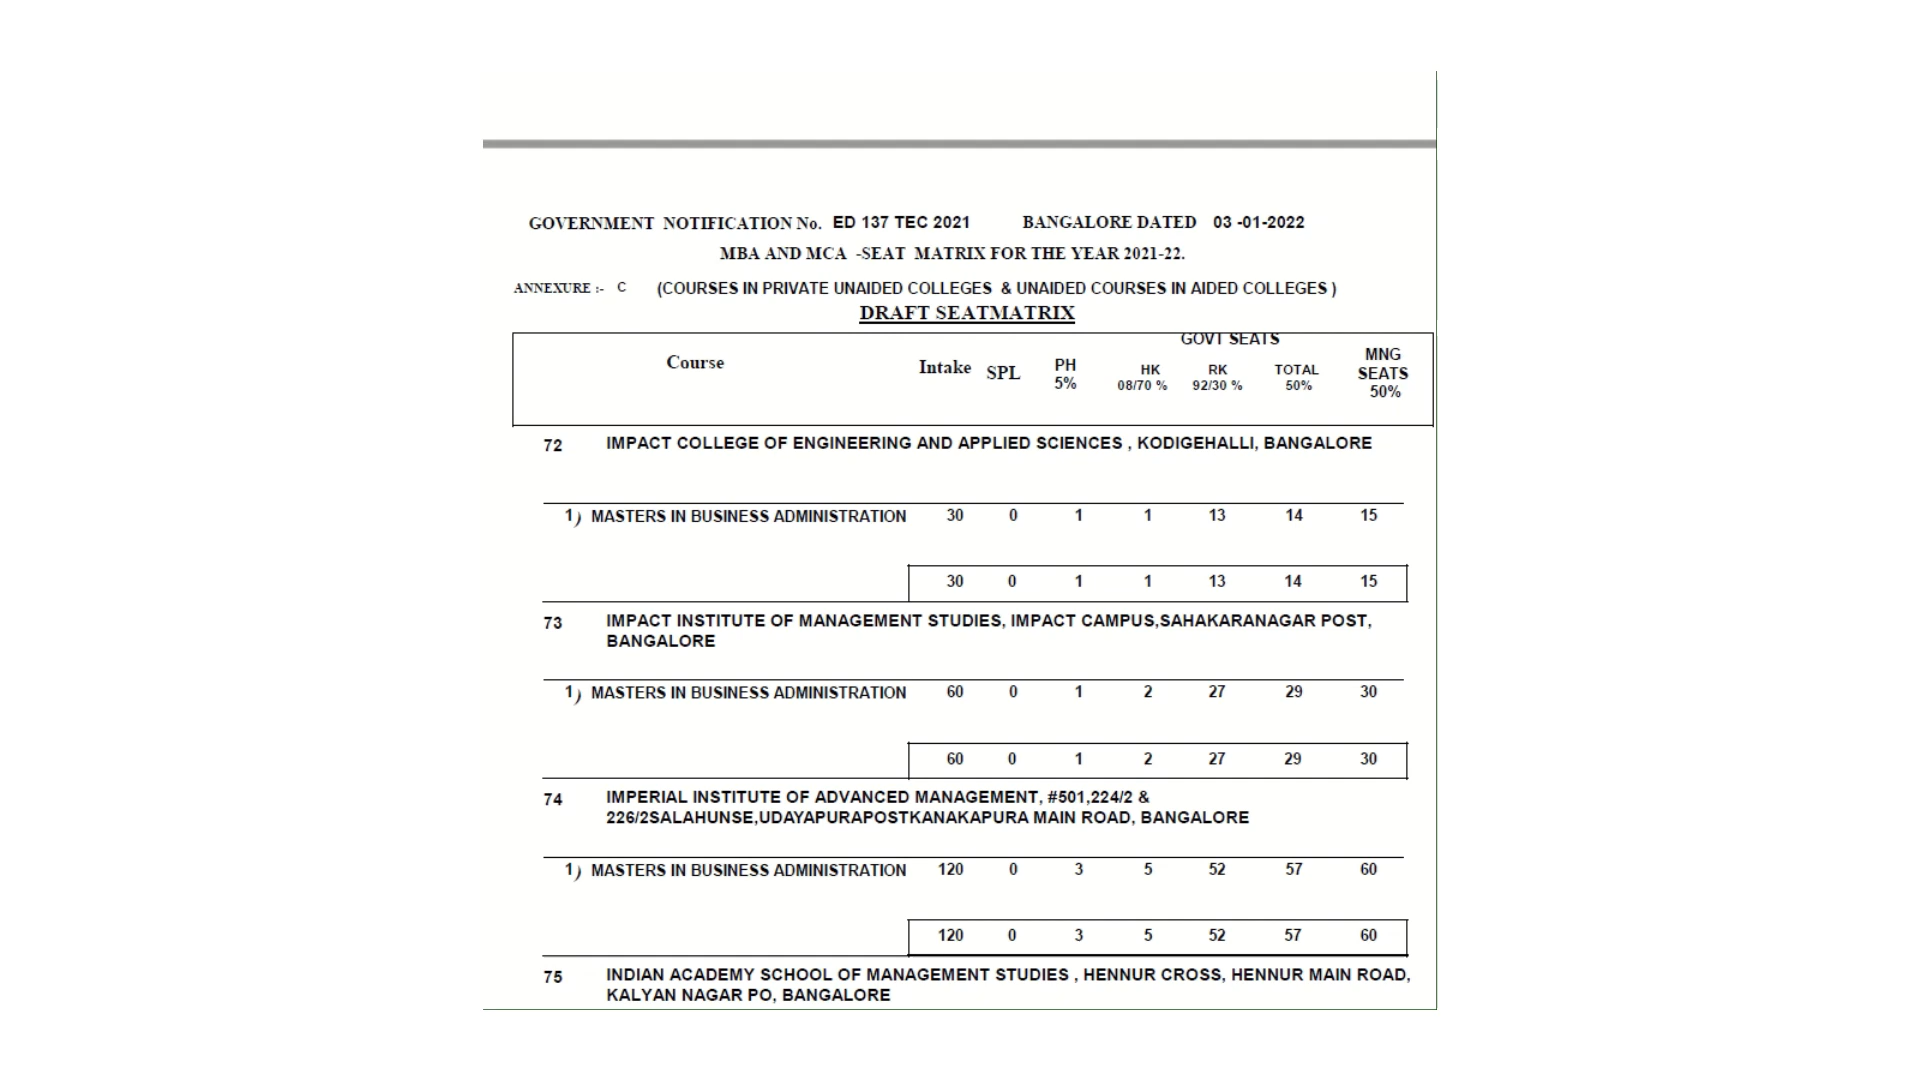 GOVERNMENT NOTIFICATION No. ED 137 TEC 2021 BANGALORE DATED 03 -01-2022
MBA AND MCA -SEAT MATRIX FOR THE YEAR 2021-22.
ANNEXURE :- C (COURSES IN PRIVATE UNAIDED COLLEGES & UNAIDED COURSES IN AIDED COLLEGES )
DRAFT SEATMATRIX
Course Intake SPL PH 5% GOVT SEATS HK 08/70 % RK 92/30 % TOTAL 50% MNG SEATS 50%
72 IMPACT COLLEGE OF ENGINEERING AND APPLIED SCIENCES , KODIGEHALLI, BANGALORE
1) MASTERS IN BUSINESS ADMINISTRATION 30 0 1 1 13 14 15
30 0 1 1 13 14 15
73 IMPACT INSTITUTE OF MANAGEMENT STUDIES, IMPACT CAMPUS,SAHAKARANAGAR POST,
BANGALORE
1) MASTERS IN BUSINESS ADMINISTRATION 60 0 1 2 27 29 30
60 0 1 2 27 29 30
74 IMPERIAL INSTITUTE OF ADVANCED MANAGEMENT, #501,224/2 &
226/2SALAHUNSE,UDAYAPURAPOSTKANAKAPURA MAIN ROAD, BANGALORE
1) MASTERS IN BUSINESS ADMINISTRATION 120 0 3 5 52 57 60
120 0 3 5 52 57 60
75 INDIAN ACADEMY SCHOOL OF MANAGEMENT STUDIES , HENNUR CROSS, HENNUR MAIN ROAD,
KALYAN NAGAR PO, BANGALORE